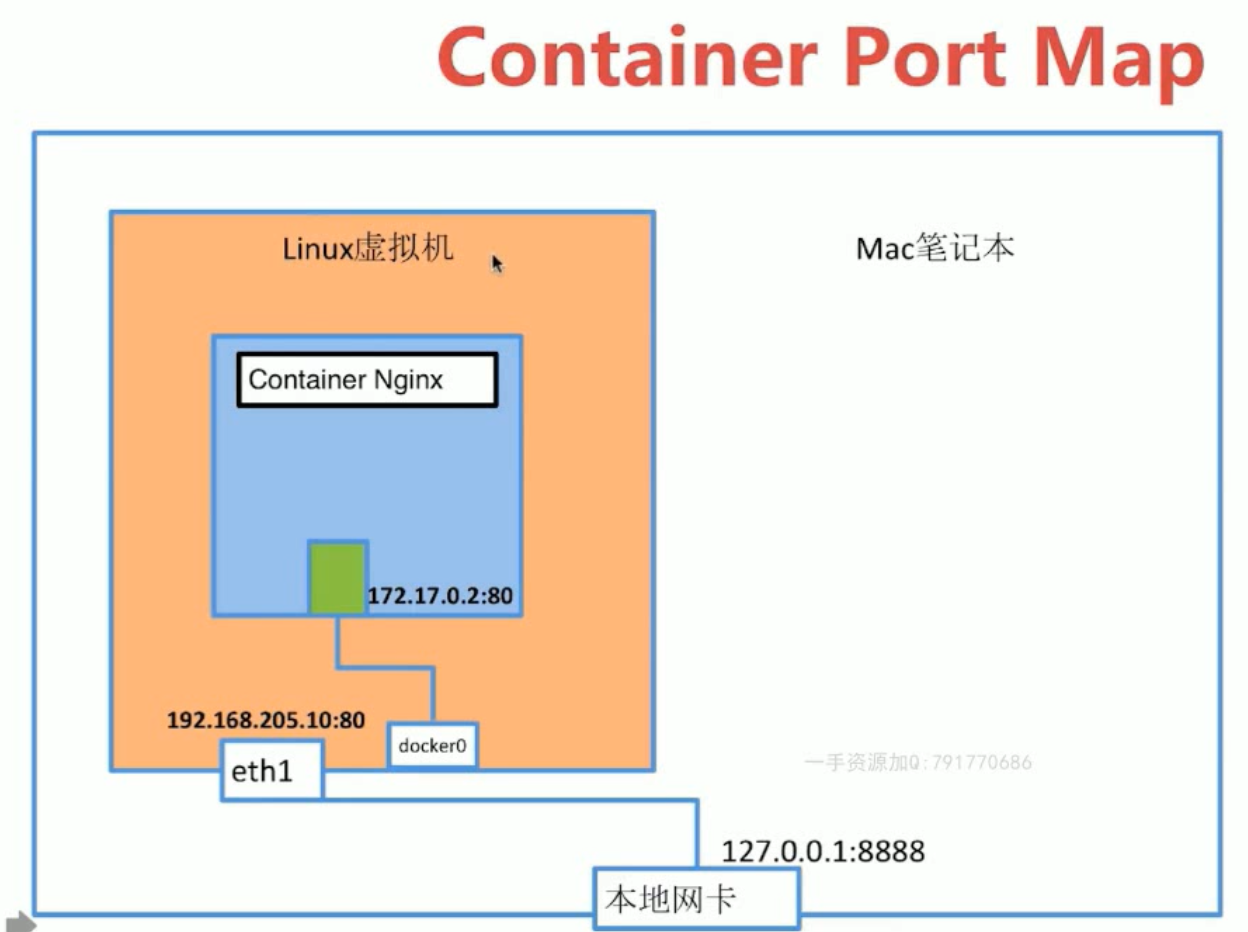 Container Port Map
Linux虚拟机
Mac笔记本
Container Nginx
172.17.0.2:80
192.168.205.10:80
docker0
eth1
一手资源加Q:791770686
127.0.0.1:8888
本地网卡